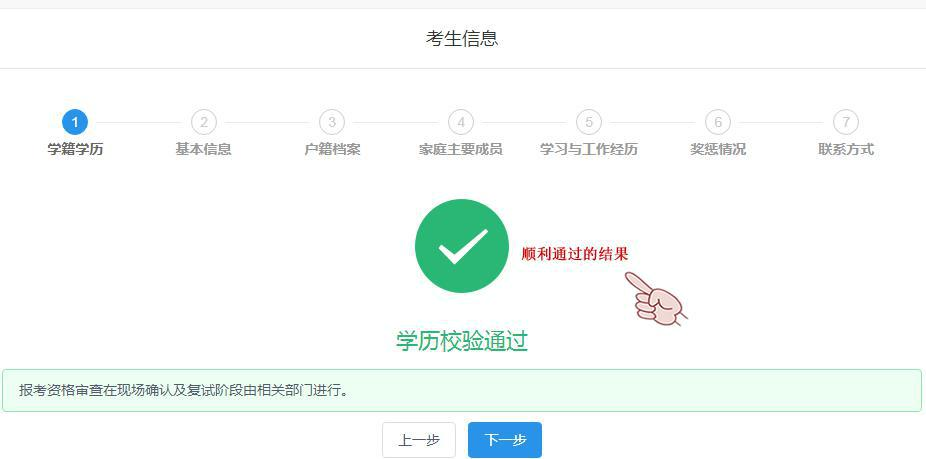 考生信息
1 2 3 4 5 6 7
学籍学历 基本信息 户籍档案 家庭主要成员 学习与工作经历 奖惩情况 联系方式
顺利通过的结果
学历校验通过
报考资格审查在现场确认及复试阶段由相关部门进行。
上一步 下一步